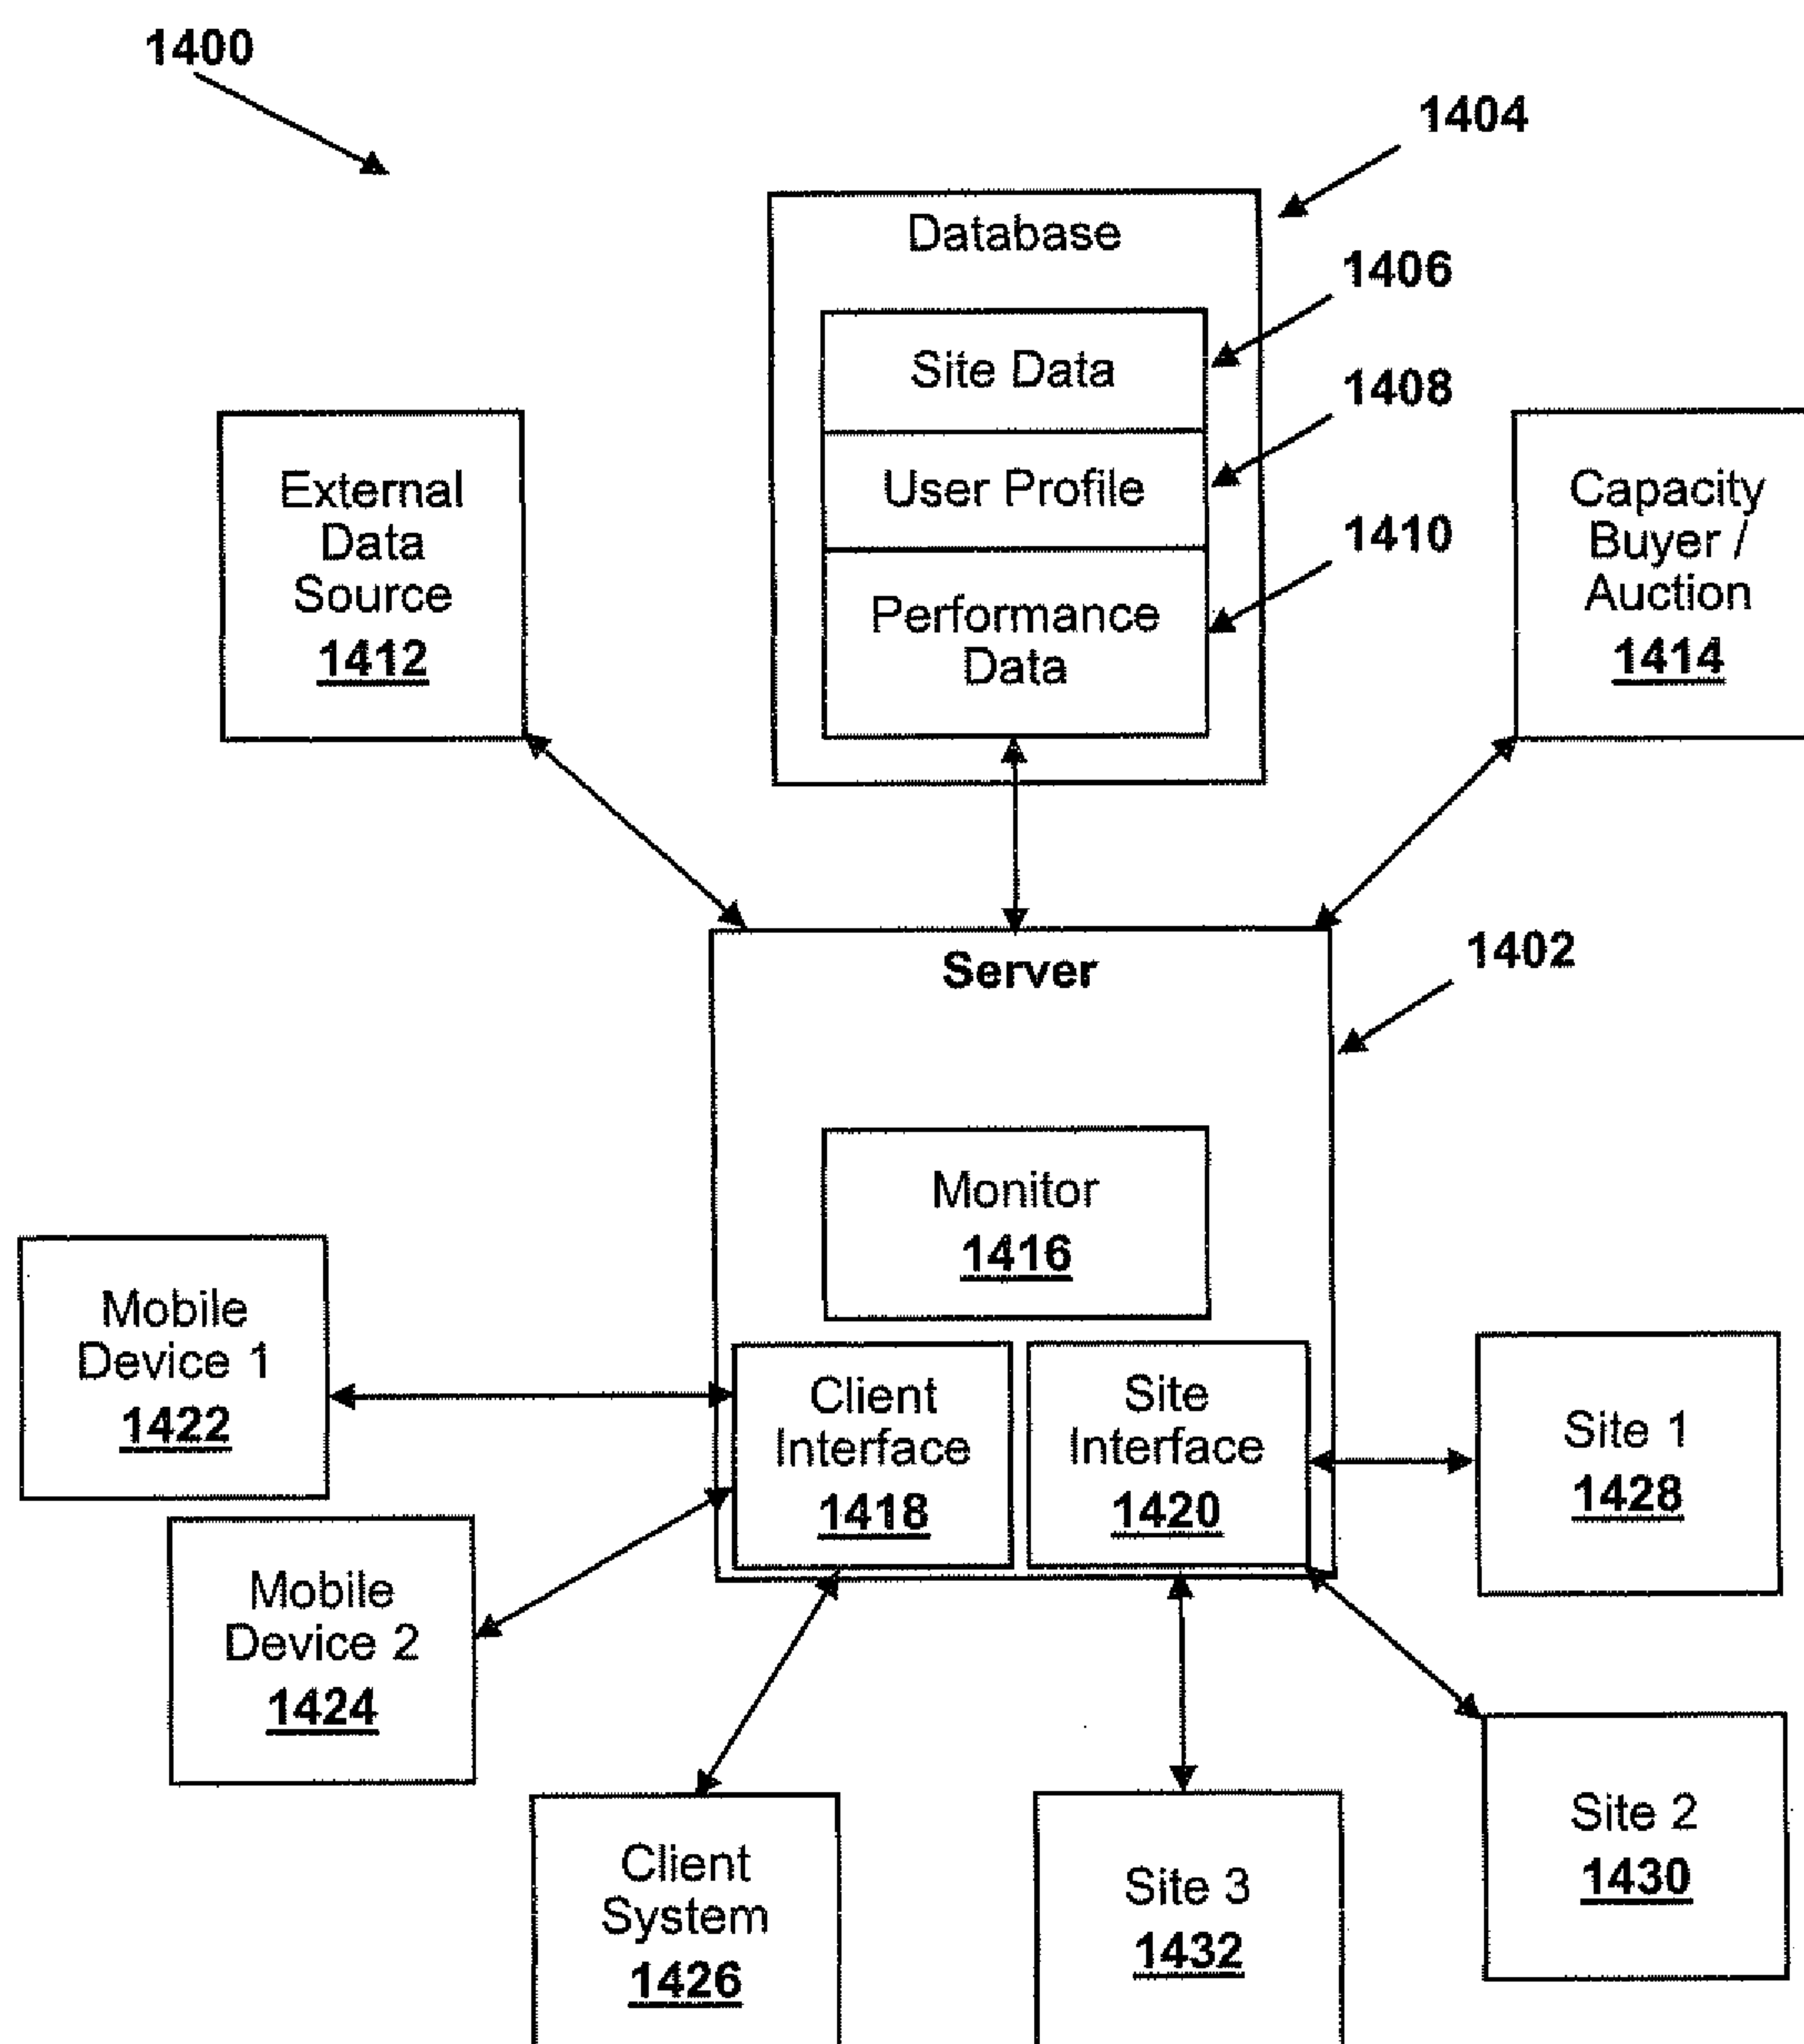 1400
1404
Database
1406
Site Data
1408
User Profile
1410
Performance
Data
External
Data
Source
1412
Capacity
Buyer /
Auction
1414
Server
1402
Monitor
1416
Mobile
Device 1
1422
Client
Interface
1418
Site
Interface
1420
Site 1
1428
Mobile
Device 2
1424
Site 2
1430
Client
System
1426
Site 3
1432